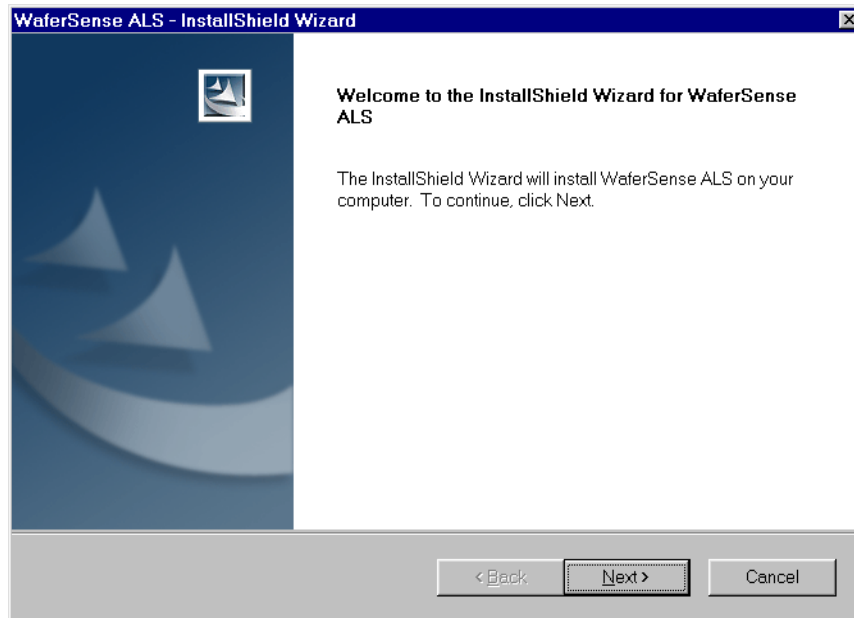 WaferSense ALS - InstallShield Wizard
Welcome to the InstallShield Wizard for WaferSense
ALS
The InstallShield Wizard will install WaferSense ALS on your
computer. To continue, click Next.
< Back
Next >
Cancel